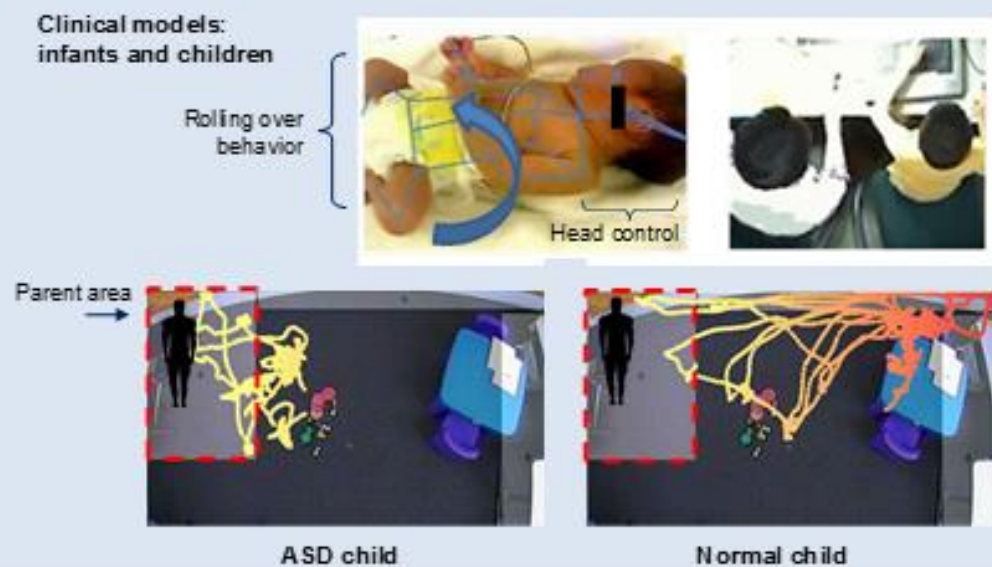 Clinical models:
infants and children
Rolling over
behavior
Head control
Parent area
ASD child
Normal child